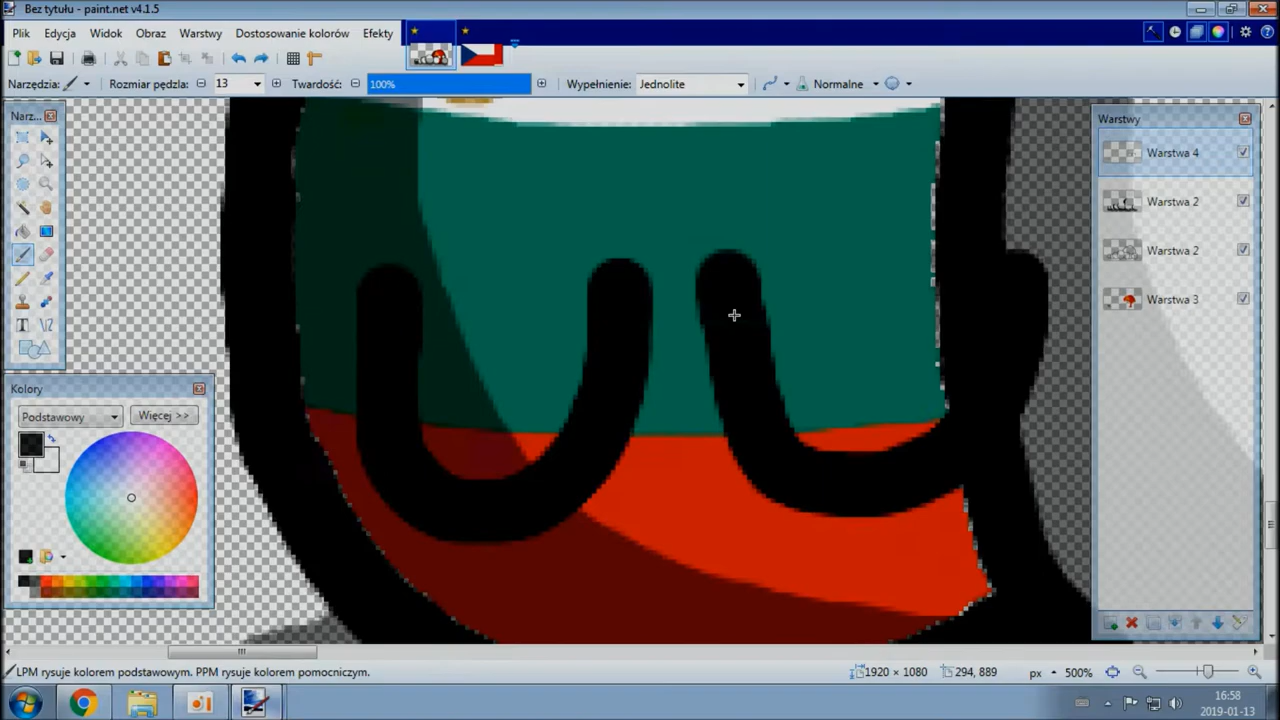 Bez tytułu - paint.net v4.1.5
Plik Edycja Widok Obraz Warstwy Dostosowanie kolorów Efekty
Narzędzia: Rozmiar pędzla: 13 Twardość: 100% Wypełnienie: Jednolite Normalne
Narz...
Warstwy
Warstwa 4
Warstwa 2
Warstwa 2
Warstwa 3
Kolory
Podstawowy Więcej >>
LPM rysuje kolorem podstawowym. PPM rysuje kolorem pomocniczym. 1920 × 1080 294, 889 px 500%
16:58
2019-01-13